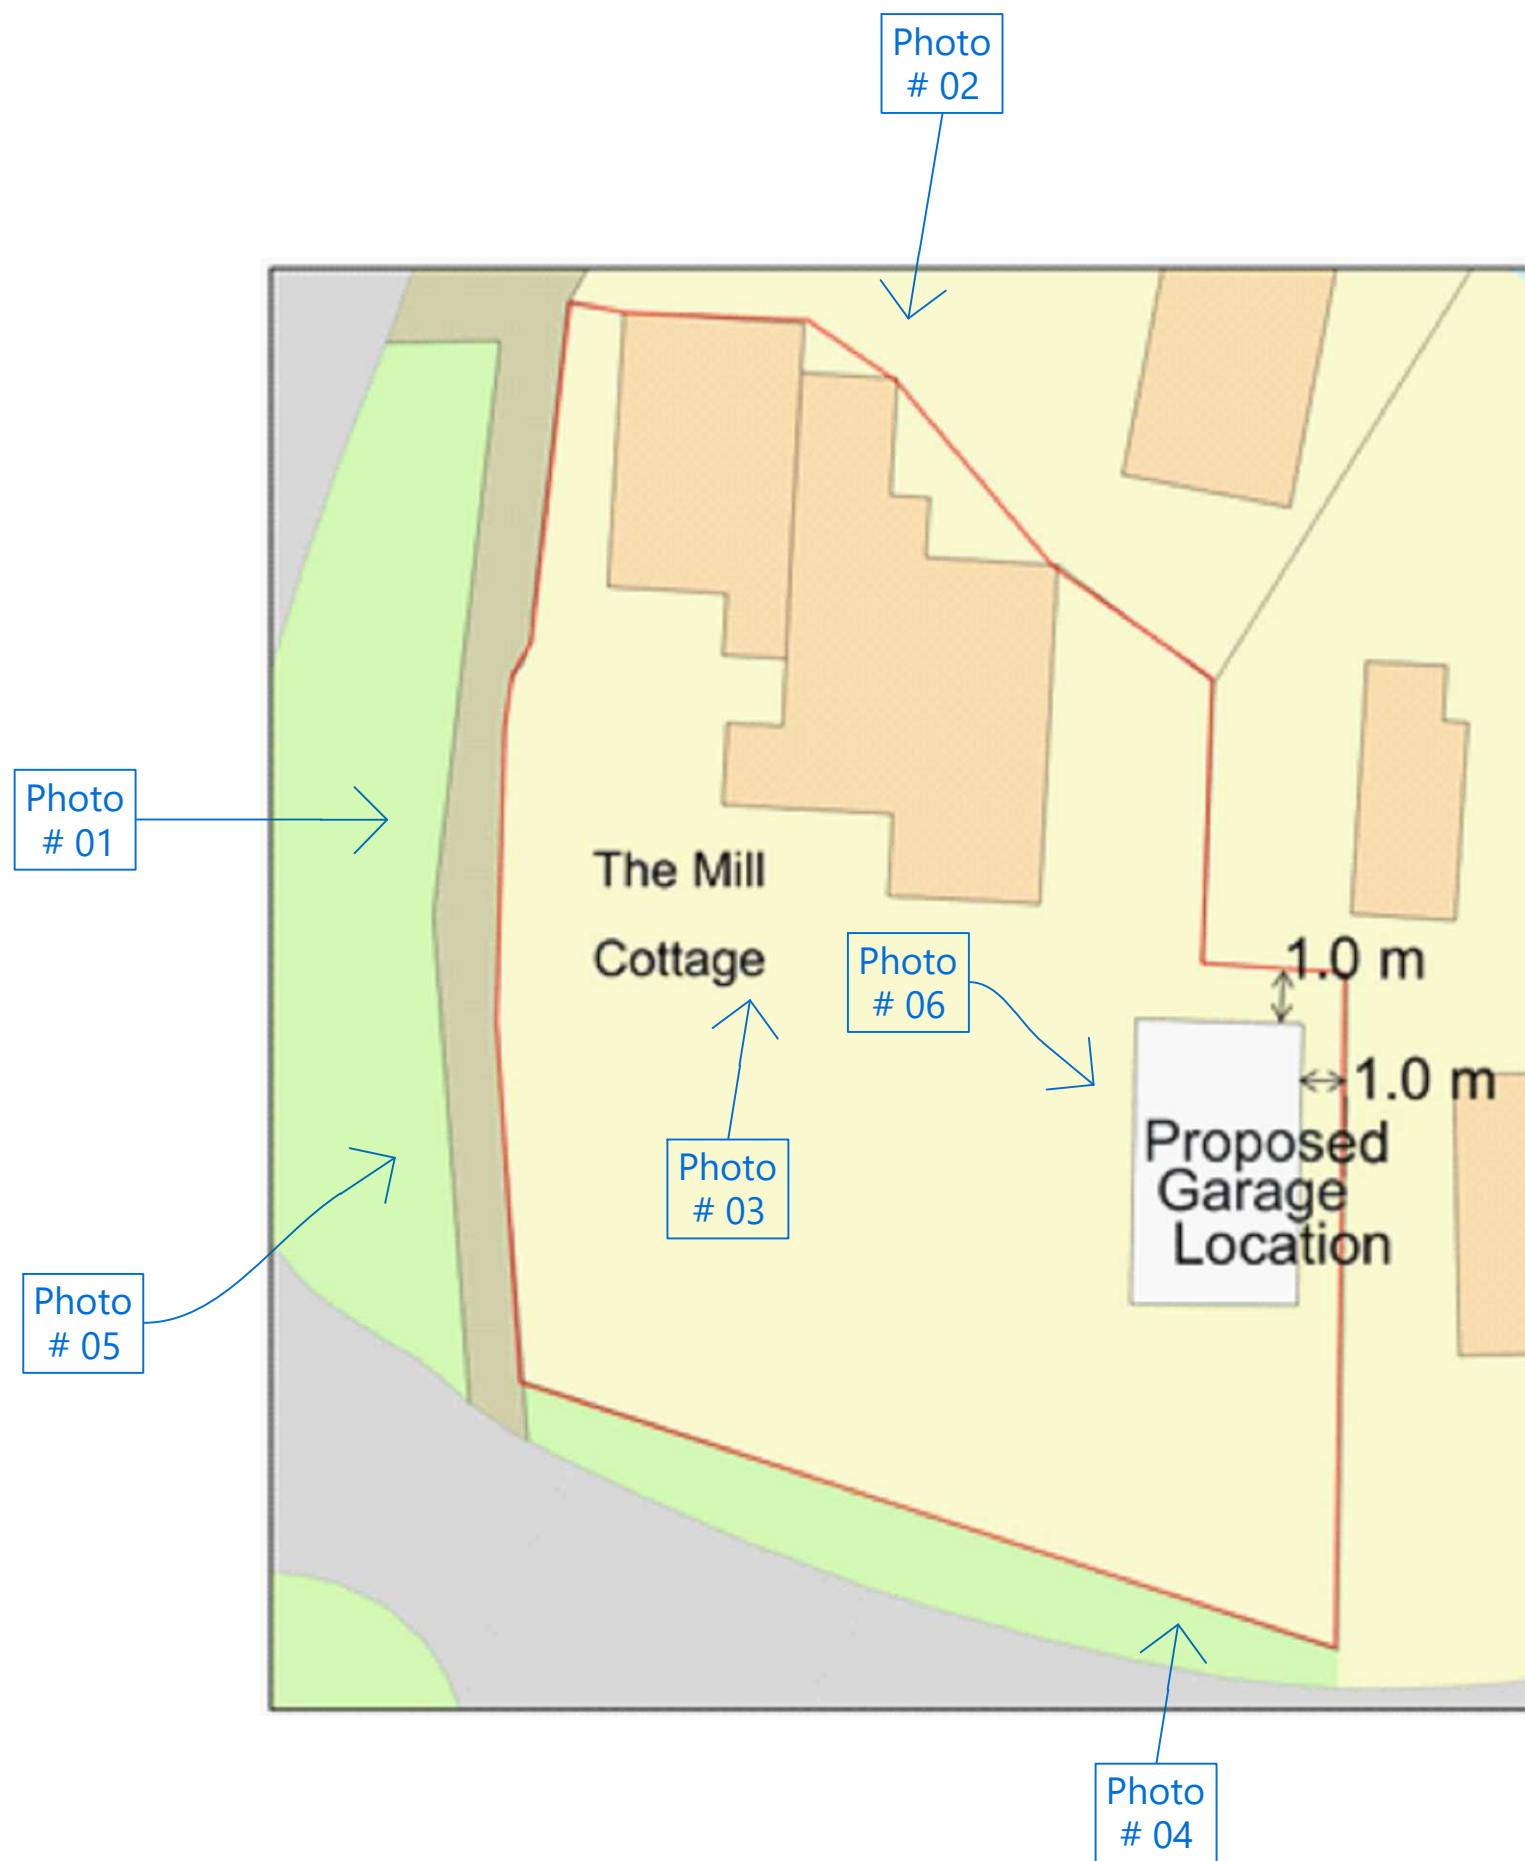 Photo
# 02
Photo
# 01
The Mill
Cottage
Photo
# 06
1.0 m
1.0 m
Proposed
Garage
Location
Photo
# 03
Photo
# 05
Photo
# 04